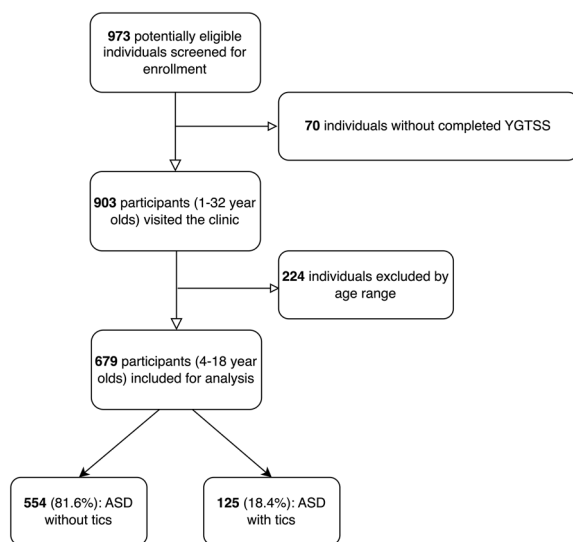 973 potentially eligible
individuals screened for
enrollment
70 individuals without completed YGTSS
903 participants (1-32 year
olds) visited the clinic
224 individuals excluded by
age range
679 participants (4-18 year
olds) included for analysis
554 (81.6%): ASD
without tics
125 (18.4%): ASD
with tics